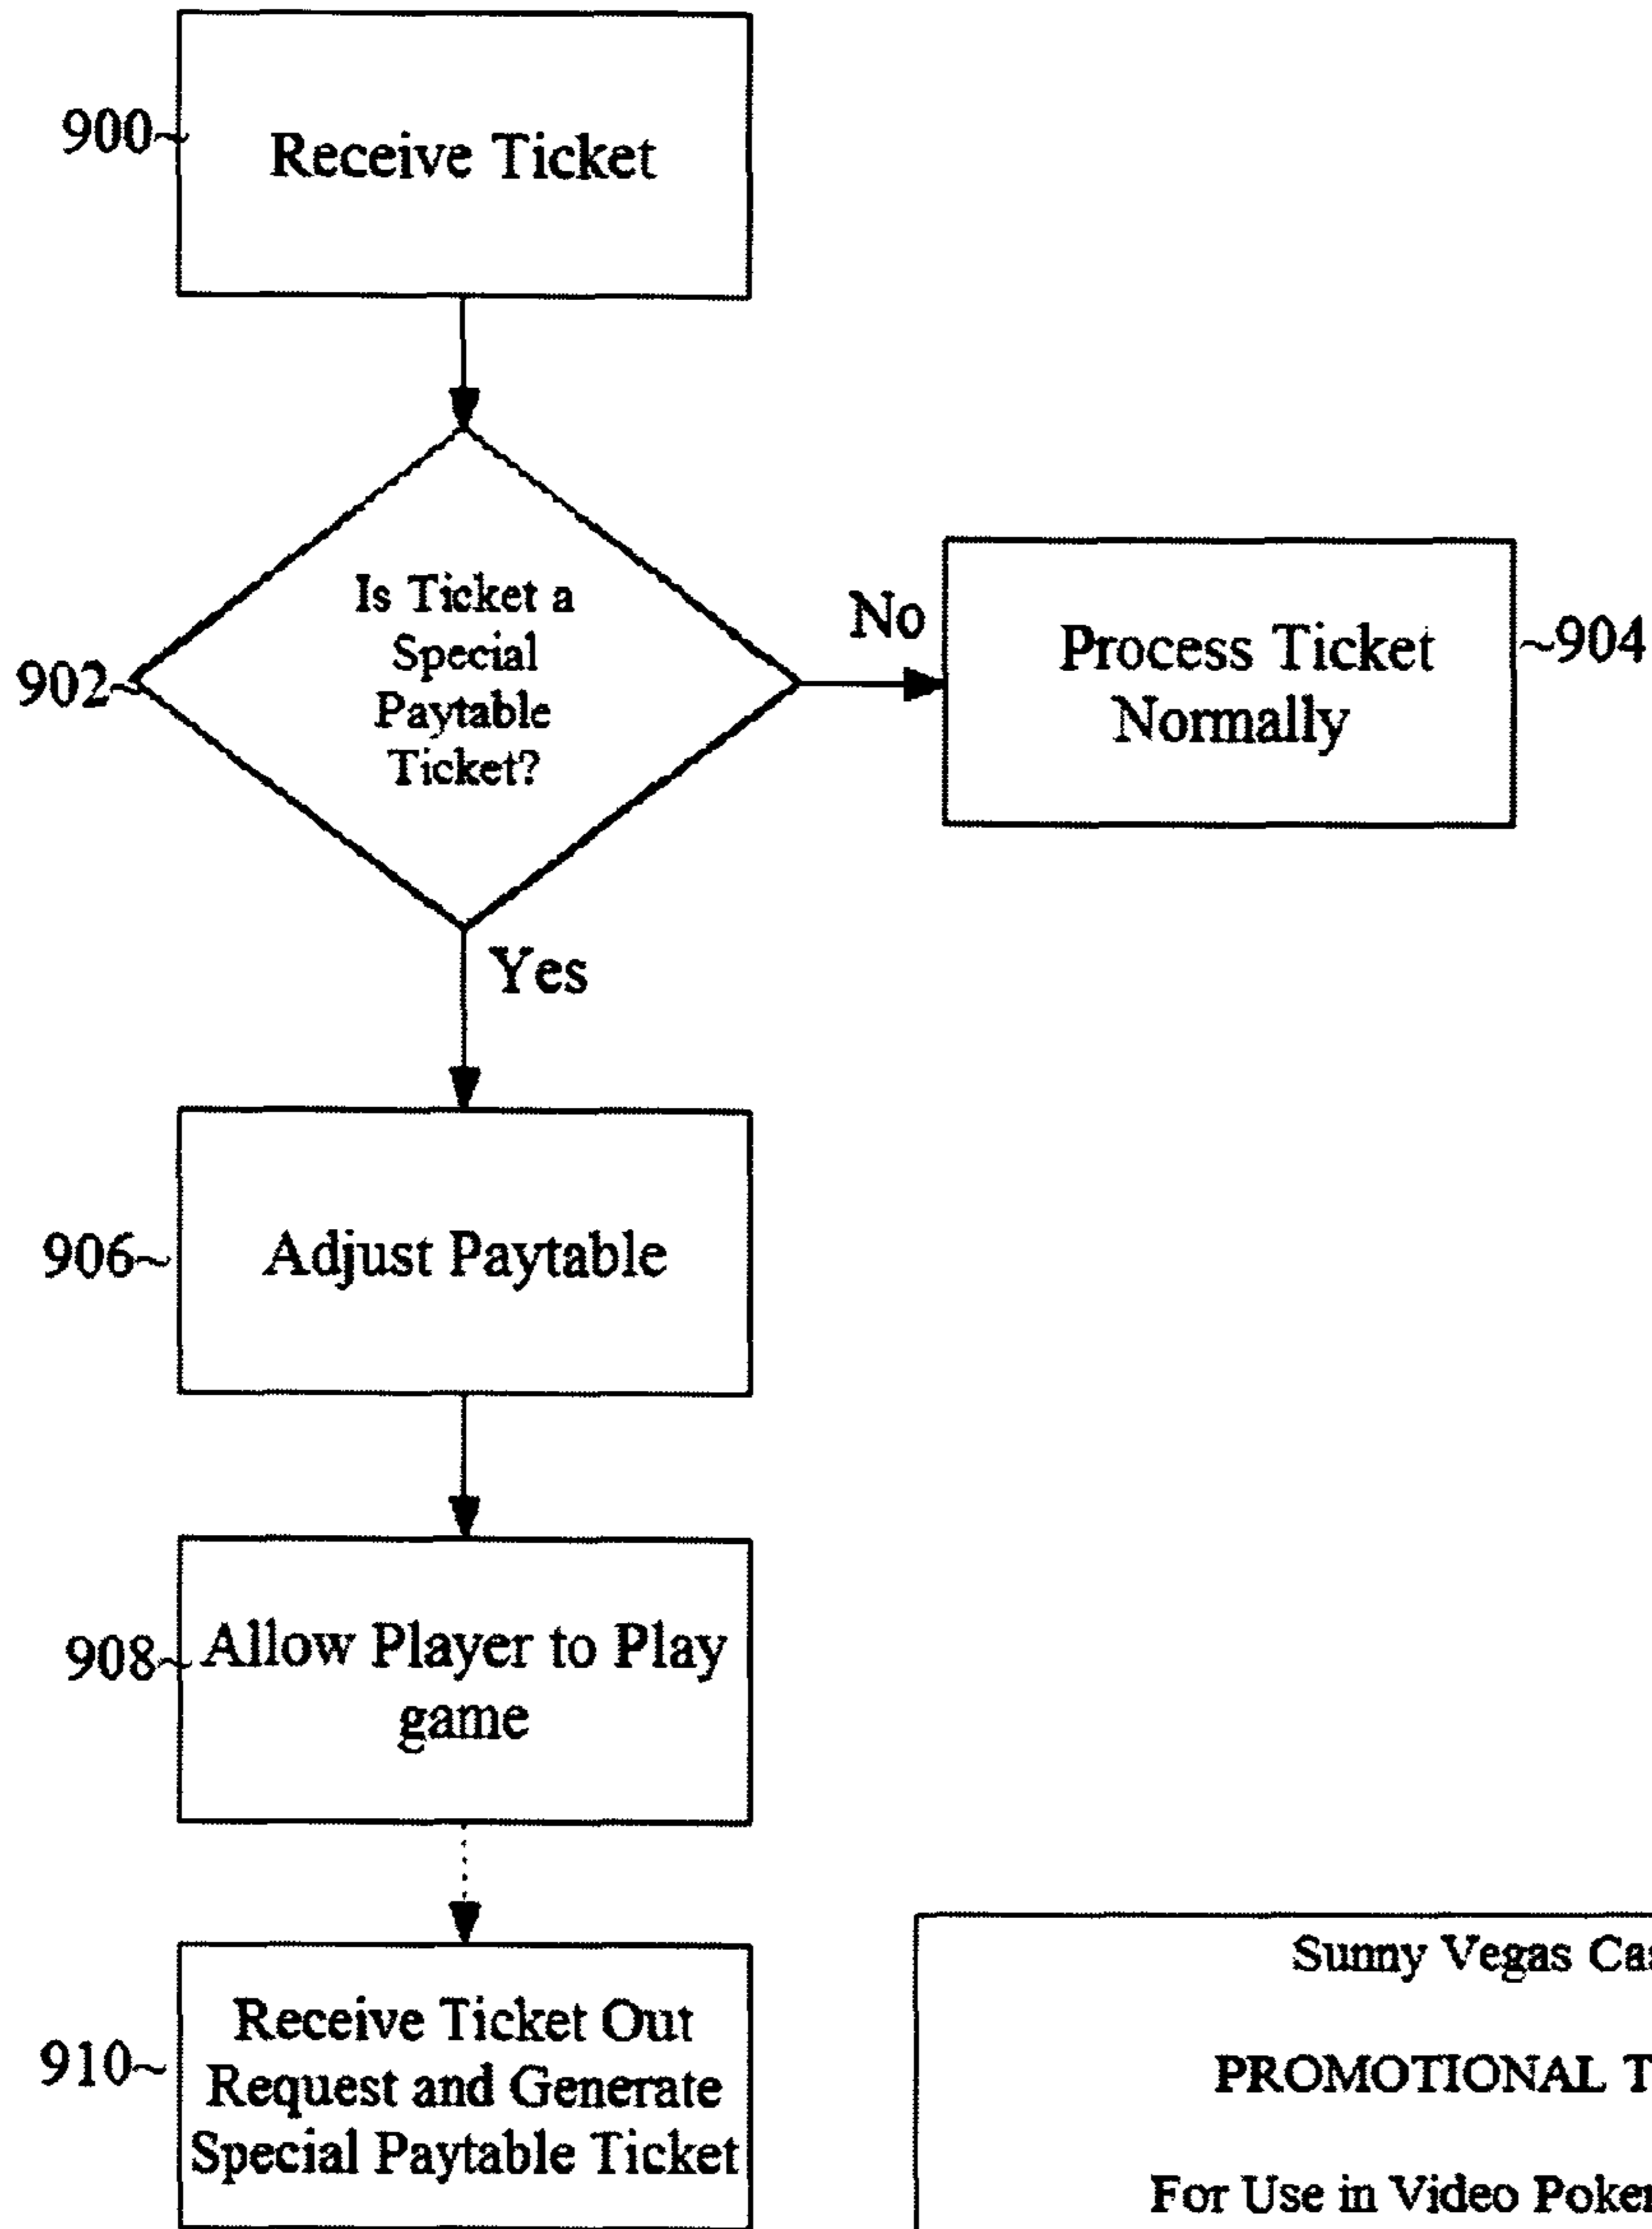 900~
Receive Ticket
Is Ticket a
Special
Paytable
Ticket?
902~
No
Process Ticket
Normally
~904
Yes
906~
Adjust Paytable
908~
Allow Player to Play
game
910~
Receive Ticket Out
Request and Generate
Special Paytable Ticket
Sunny Vegas
PROMOTIONAL
For Use in Video Poker